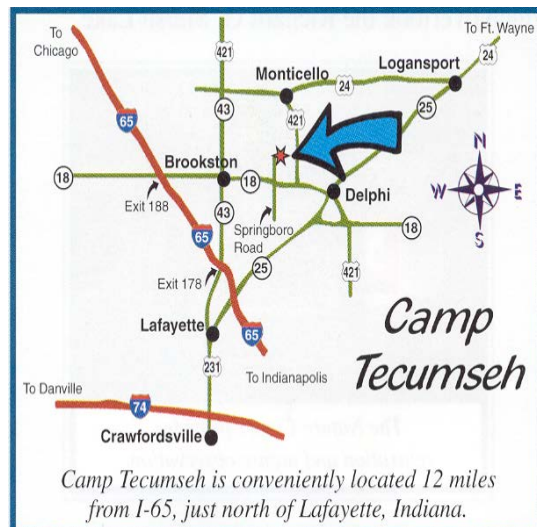 To
Chicago
421
To Ft. Wayne
Logansport
24
Monticello
24
43
421
25
65
Brookston
18
18
Delphi
Exit 188
43
Springboro
Road
18
65
25
421
Exit 178
N
W E
S
Lafayette
65
Camp
Tecumseh
231
To Indianapolis
To Danville
74
Crawfordsville
Camp Tecumseh is conveniently located 12 miles
from I-65, just north of Lafayette, Indiana.